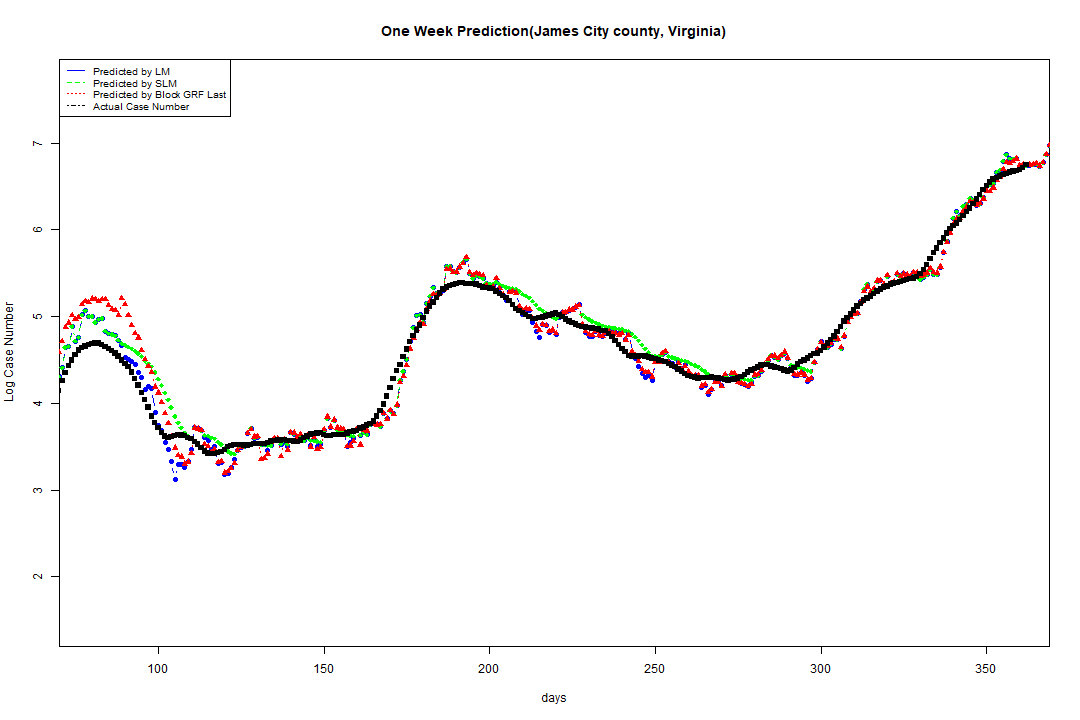 One Week Prediction(James City county, Virginia)
Predicted by LM
Predicted by SLM
Predicted by Block GRF Last
Actual Case Number
7
6
5
4
3
2
Log Case Number
100 150 200 250 300 350
days